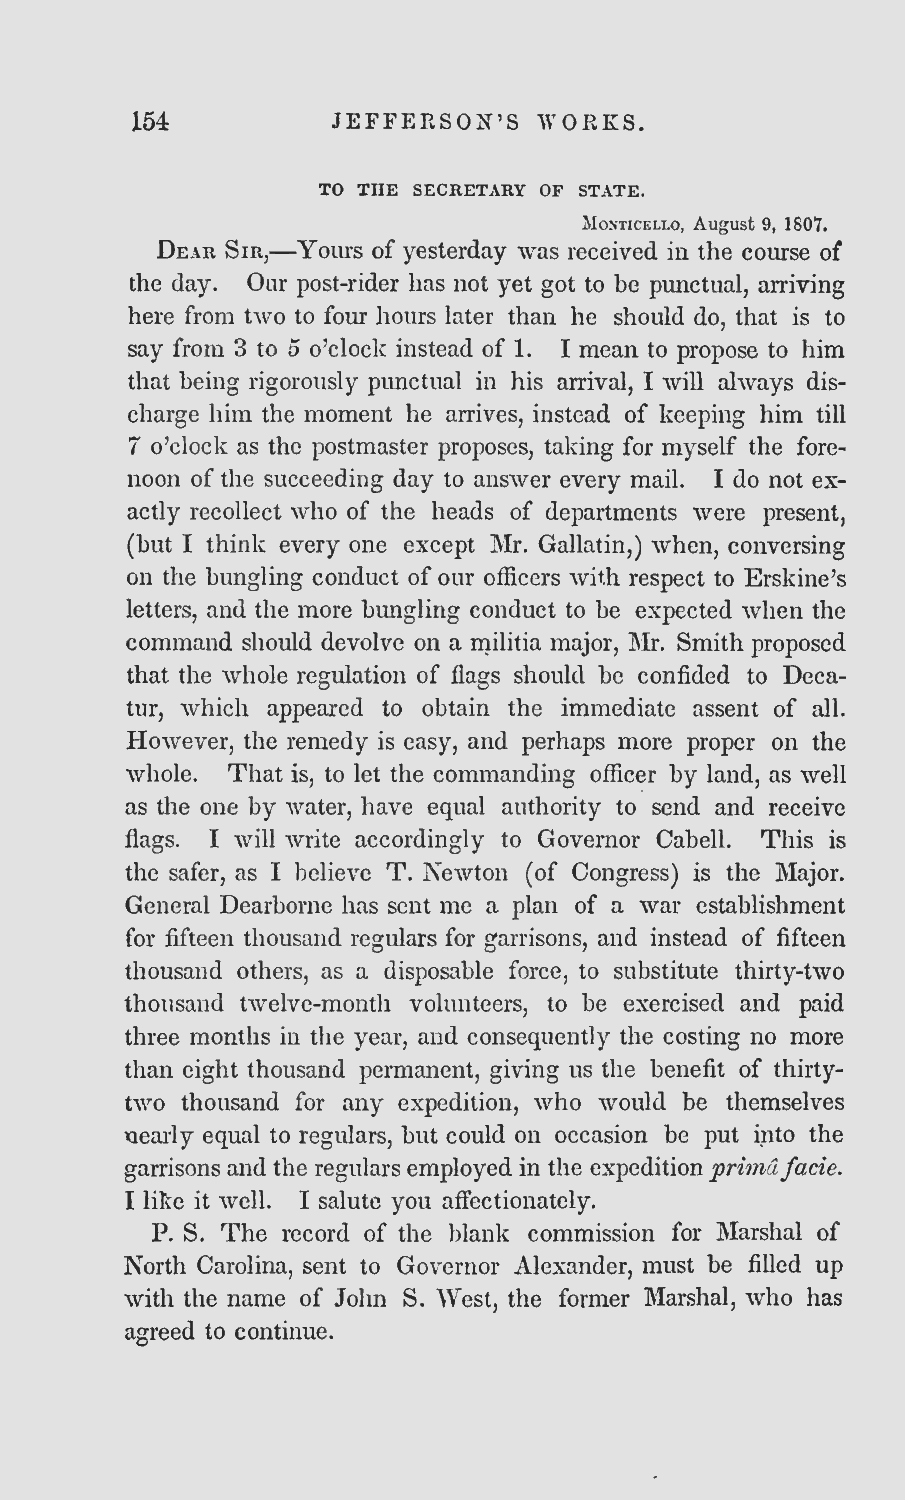 154 JEFFERSON'S WORKS.
TO THE SECRETARY OF STATE.
MONTICELLO, August 9, 1807.
DEAR SIR,—Yours of yesterday was received in the course of
the day. Our post-rider has not yet got to be punctual, arriving
here from two to four hours later than he should do, that is to
say from 3 to 5 o'clock instead of 1. I mean to propose to him
that being rigorously punctual in his arrival, I will always dis-
charge him the moment he arrives, instead of keeping him till
7 o'clock as the postmaster proposes, taking for myself the fore-
noon of the succeeding day to answer every mail. I do not ex-
actly recollect who of the heads of departments were present,
(but I think every one except Mr. Gallatin,) when, conversing
on the bungling conduct of our officers with respect to Erskine's
letters, and the more bungling conduct to be expected when the
command should devolve on a militia major, Mr. Smith proposed
that the whole regulation of flags should be confided to Deca-
tur, which appeared to obtain the immediate assent of all.
However, the remedy is easy, and perhaps more proper on the
whole. That is, to let the commanding officer by land, as well
as the one by water, have equal authority to send and receive
flags. I will write accordingly to Governor Cabell. This is
the safer, as I believe T. Newton (of Congress) is the Major.
General Dearborne has sent me a plan of a war establishment
for fifteen thousand regulars for garrisons, and instead of fifteen
thousand others, as a disposable force, to substitute thirty-two
thousand twelve-month volunteers, to be exercised and paid
three months in the year, and consequently the costing no more
than eight thousand permanent, giving us the benefit of thirty-
two thousand for any expedition, who would be themselves
nearly equal to regulars, but could on occasion be put into the
garrisons and the regulars employed in the expedition primâ facie.
I like it well. I salute you affectionately.
P. S. The record of the blank commission for Marshal of
North Carolina, sent to Governor Alexander, must be filled up
with the name of John S. West, the former Marshal, who has
agreed to continue.